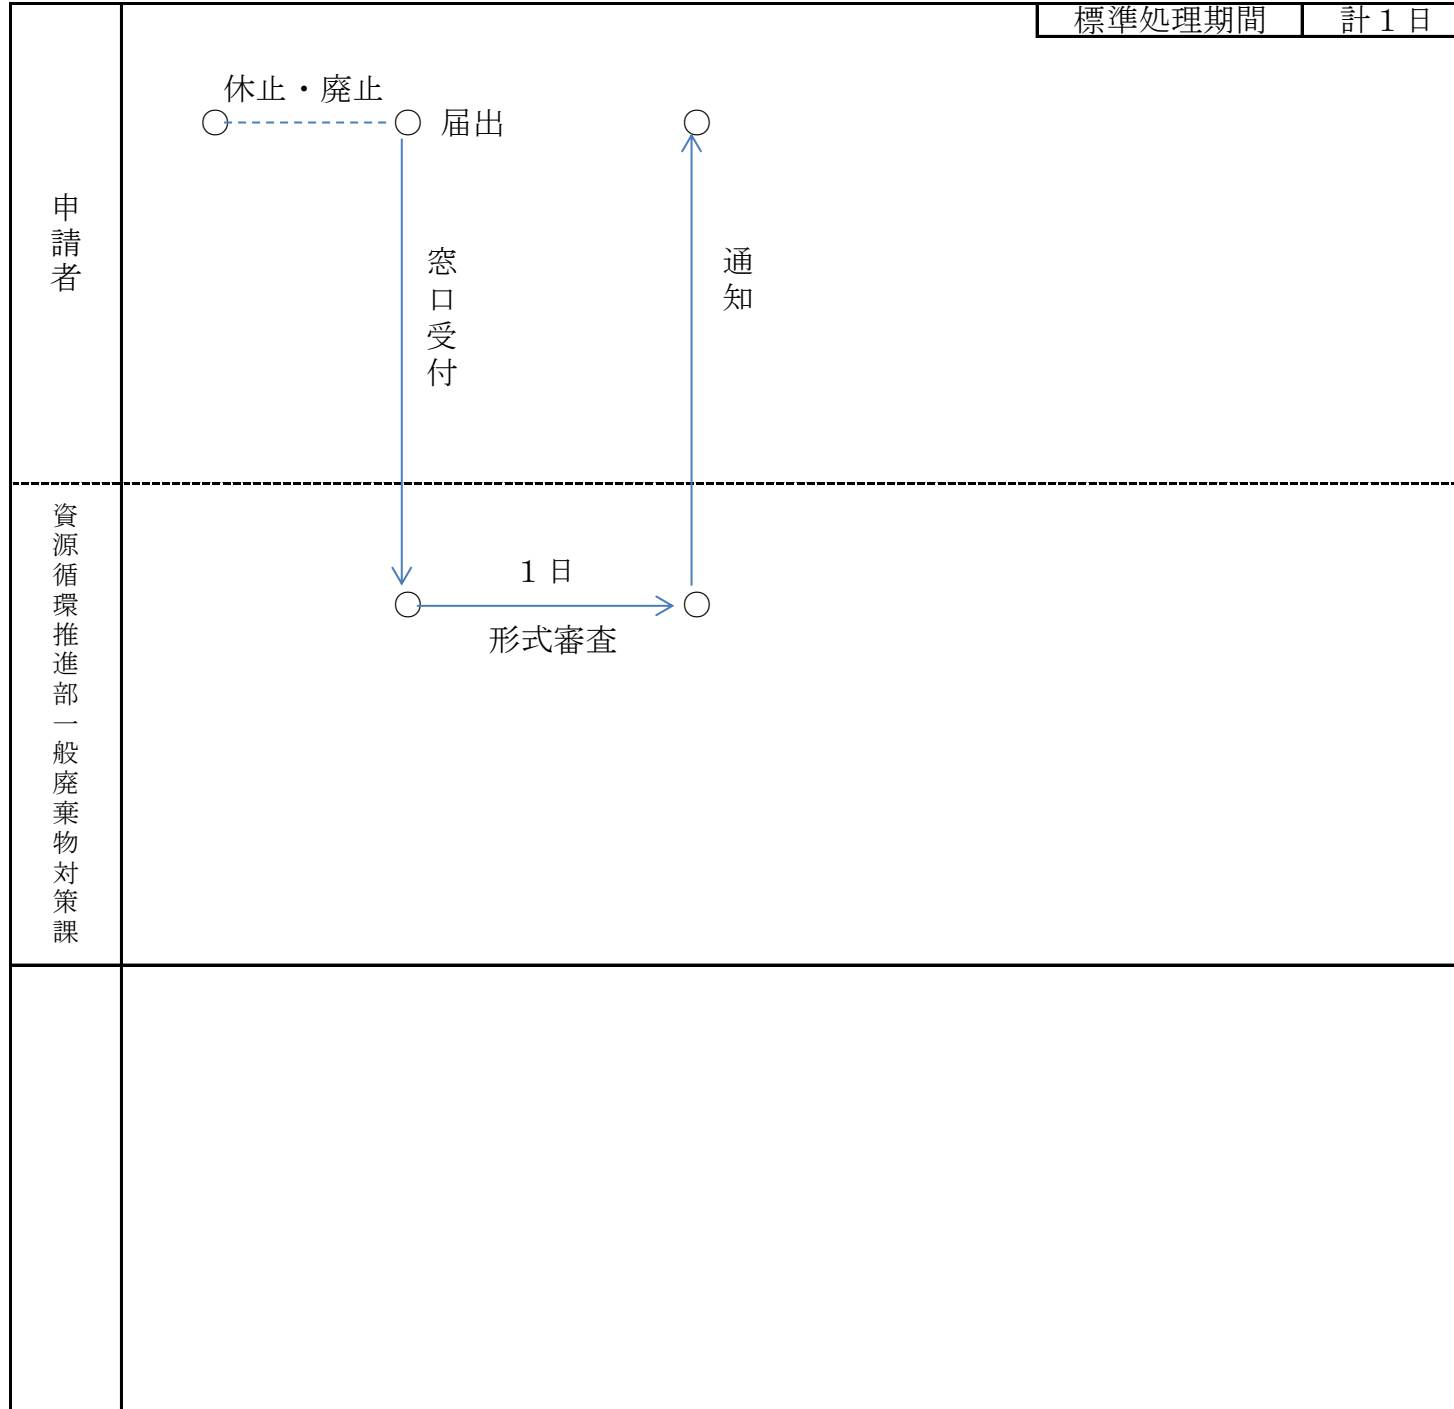 標準処理期間 計１日
休止・廃止
届出
申請者
窓口受付
通知
資源循環推進部一般廃棄物対策課
１日
形式審査